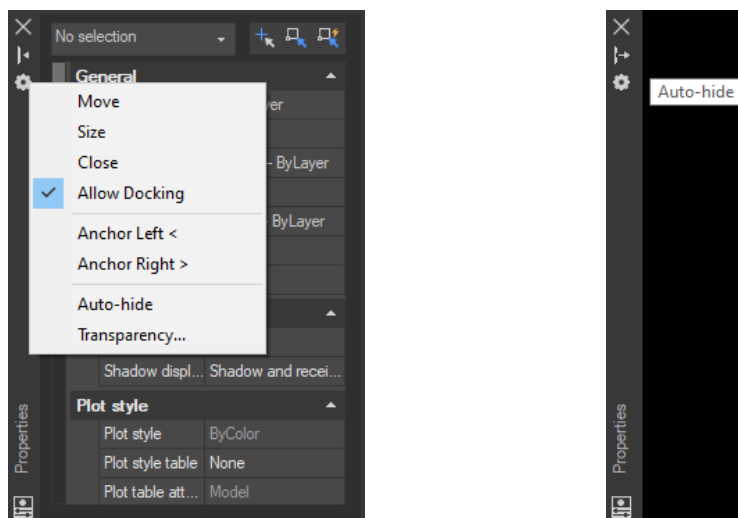 No selection
General
Move
Size
Close
Allow Docking
Anchor Left <
Anchor Right >
Auto-hide
Transparency...
- ByLayer
ByLayer
Shadow displ... Shadow and recei...
Plot style
Plot style ByColor
Plot style table None
Plot table att... Model
Properties
Auto-hide
Properties